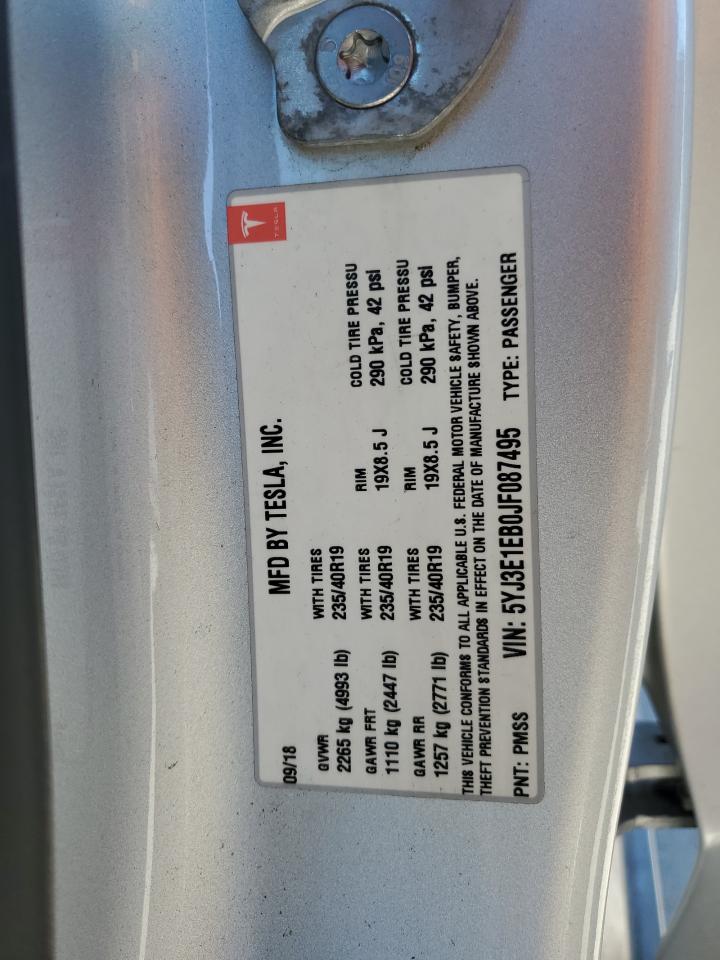 TESLA
MFD BY TESLA, INC.
09/18
GVWR WITH TIRES
2265 kg (4993 lb) 235/40R19
GAWR FRT WITH TIRES RIM COLD TIRE PRESSU
1110 kg (2447 lb) 235/40R19 19X8.5 J 290 kPa, 42 psi
GAWR RR WITH TIRES RIM COLD TIRE PRESSU
1257 kg (2771 lb) 235/40R19 19X8.5 J 290 kPa, 42 psi
THIS VEHICLE CONFORMS TO ALL APPLICABLE U.S. FEDERAL MOTOR VEHICLE SAFETY, BUMPER,
THEFT PREVENTION STANDARDS IN EFFECT ON THE DATE OF MANUFACTURE SHOWN ABOVE.
PNT: PMSS VIN: 5YJ3E1EB0JF087495 TYPE: PASSENGER